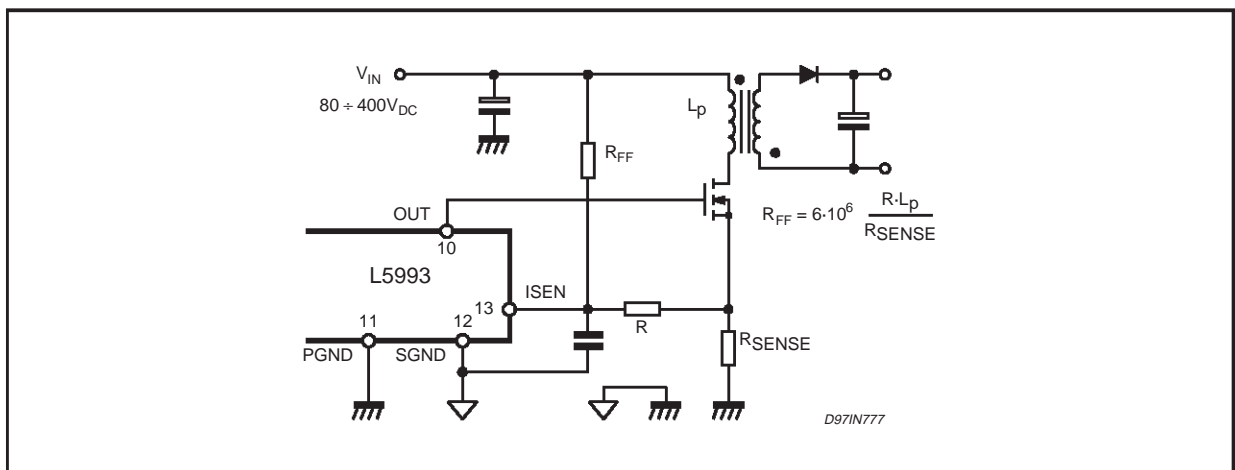 V_IN
80 ÷ 400V_DC
L_p
R_FF
R_FF = 6·10^6 R·L_p / R_SENSE
OUT
10
L5993
ISEN
13
11
12
R
R_SENSE
PGND
SGND
D97IN777